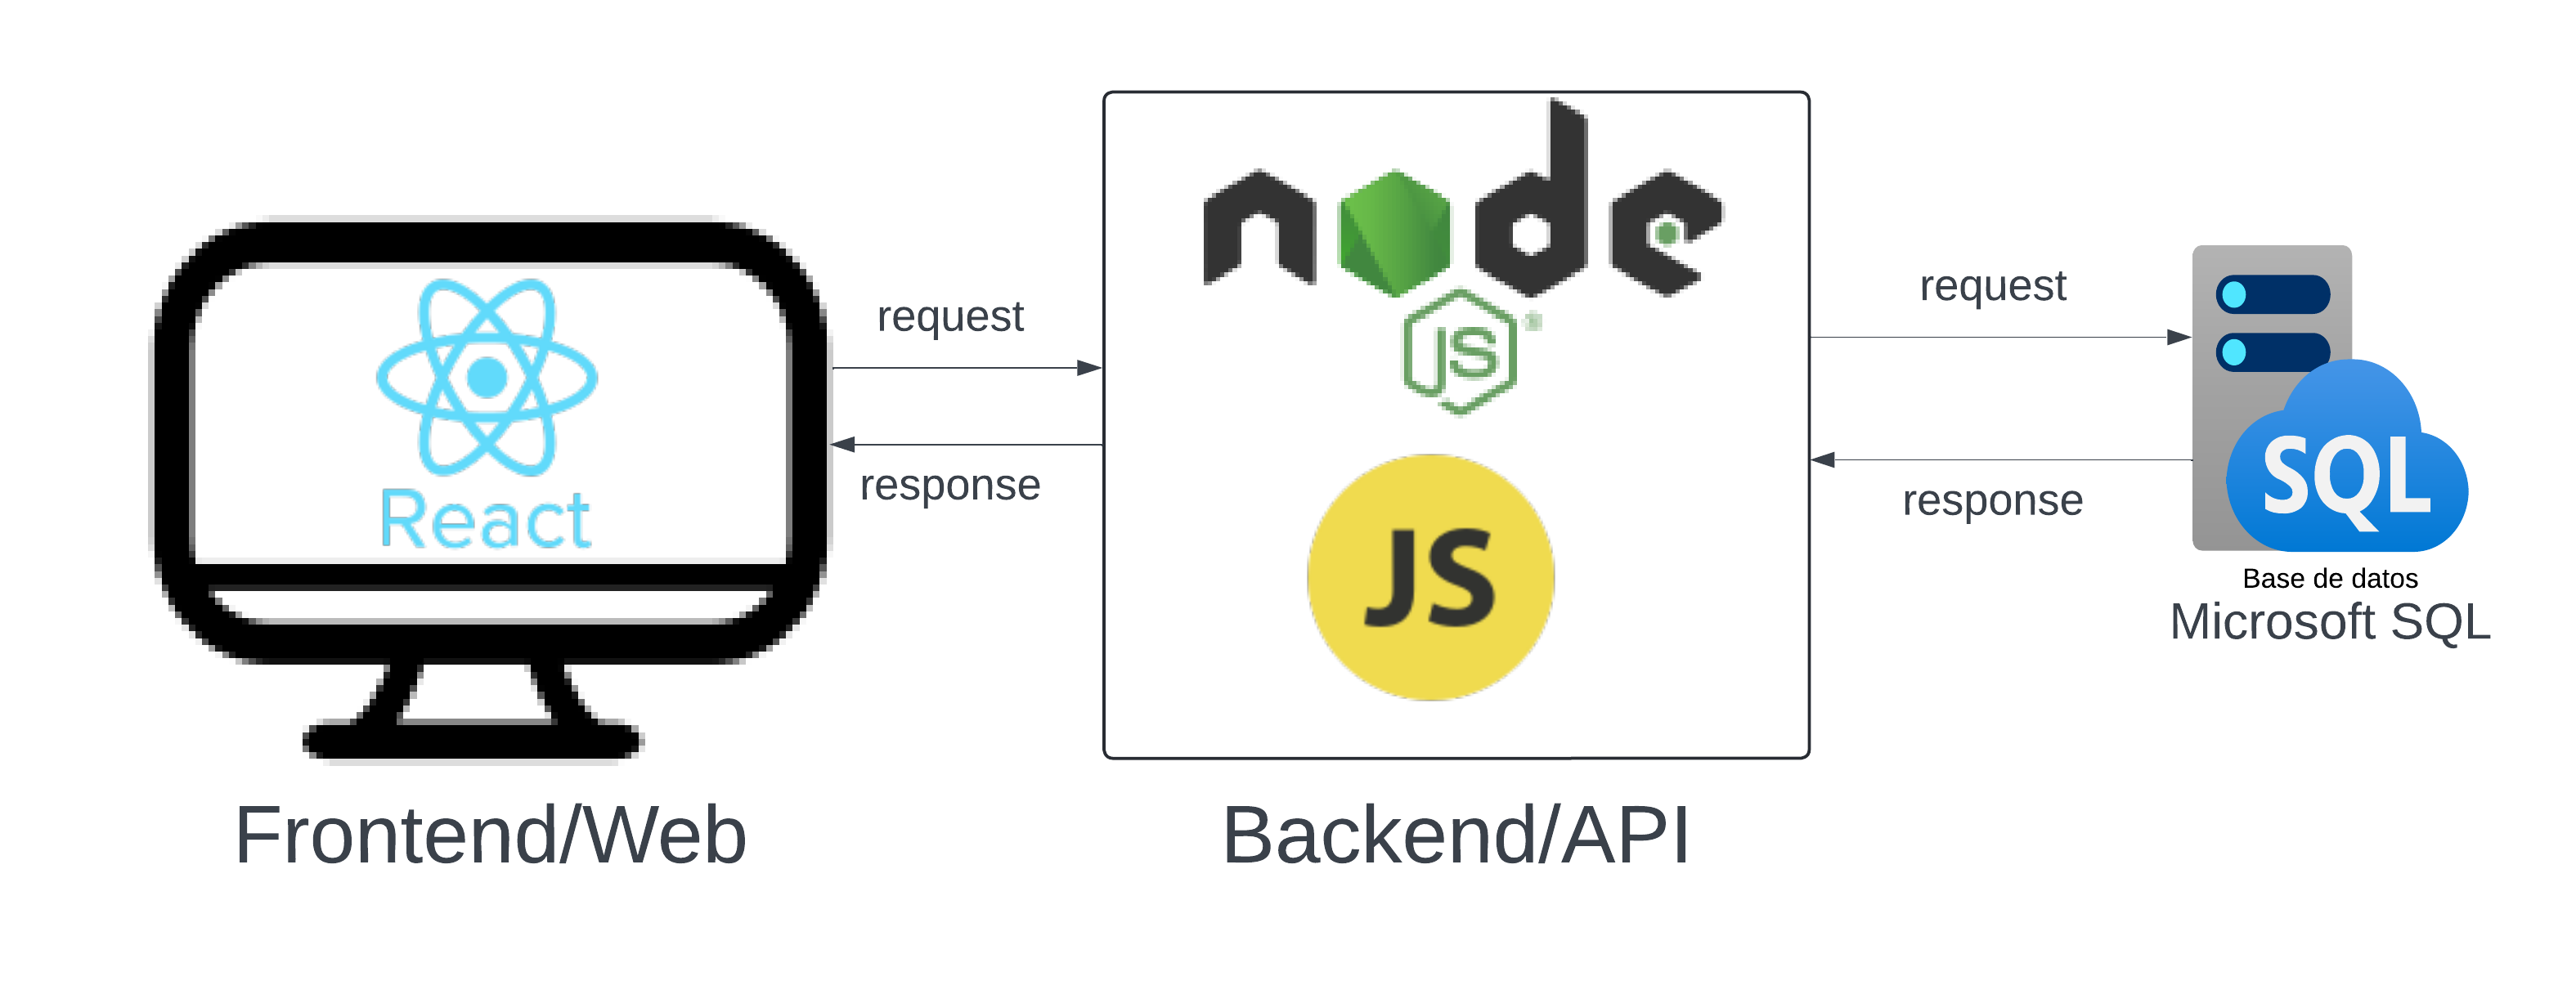 React
Frontend/Web
request
response
node
JS
JS
Backend/API
request
response
SQL
Base de datos
Microsoft SQL